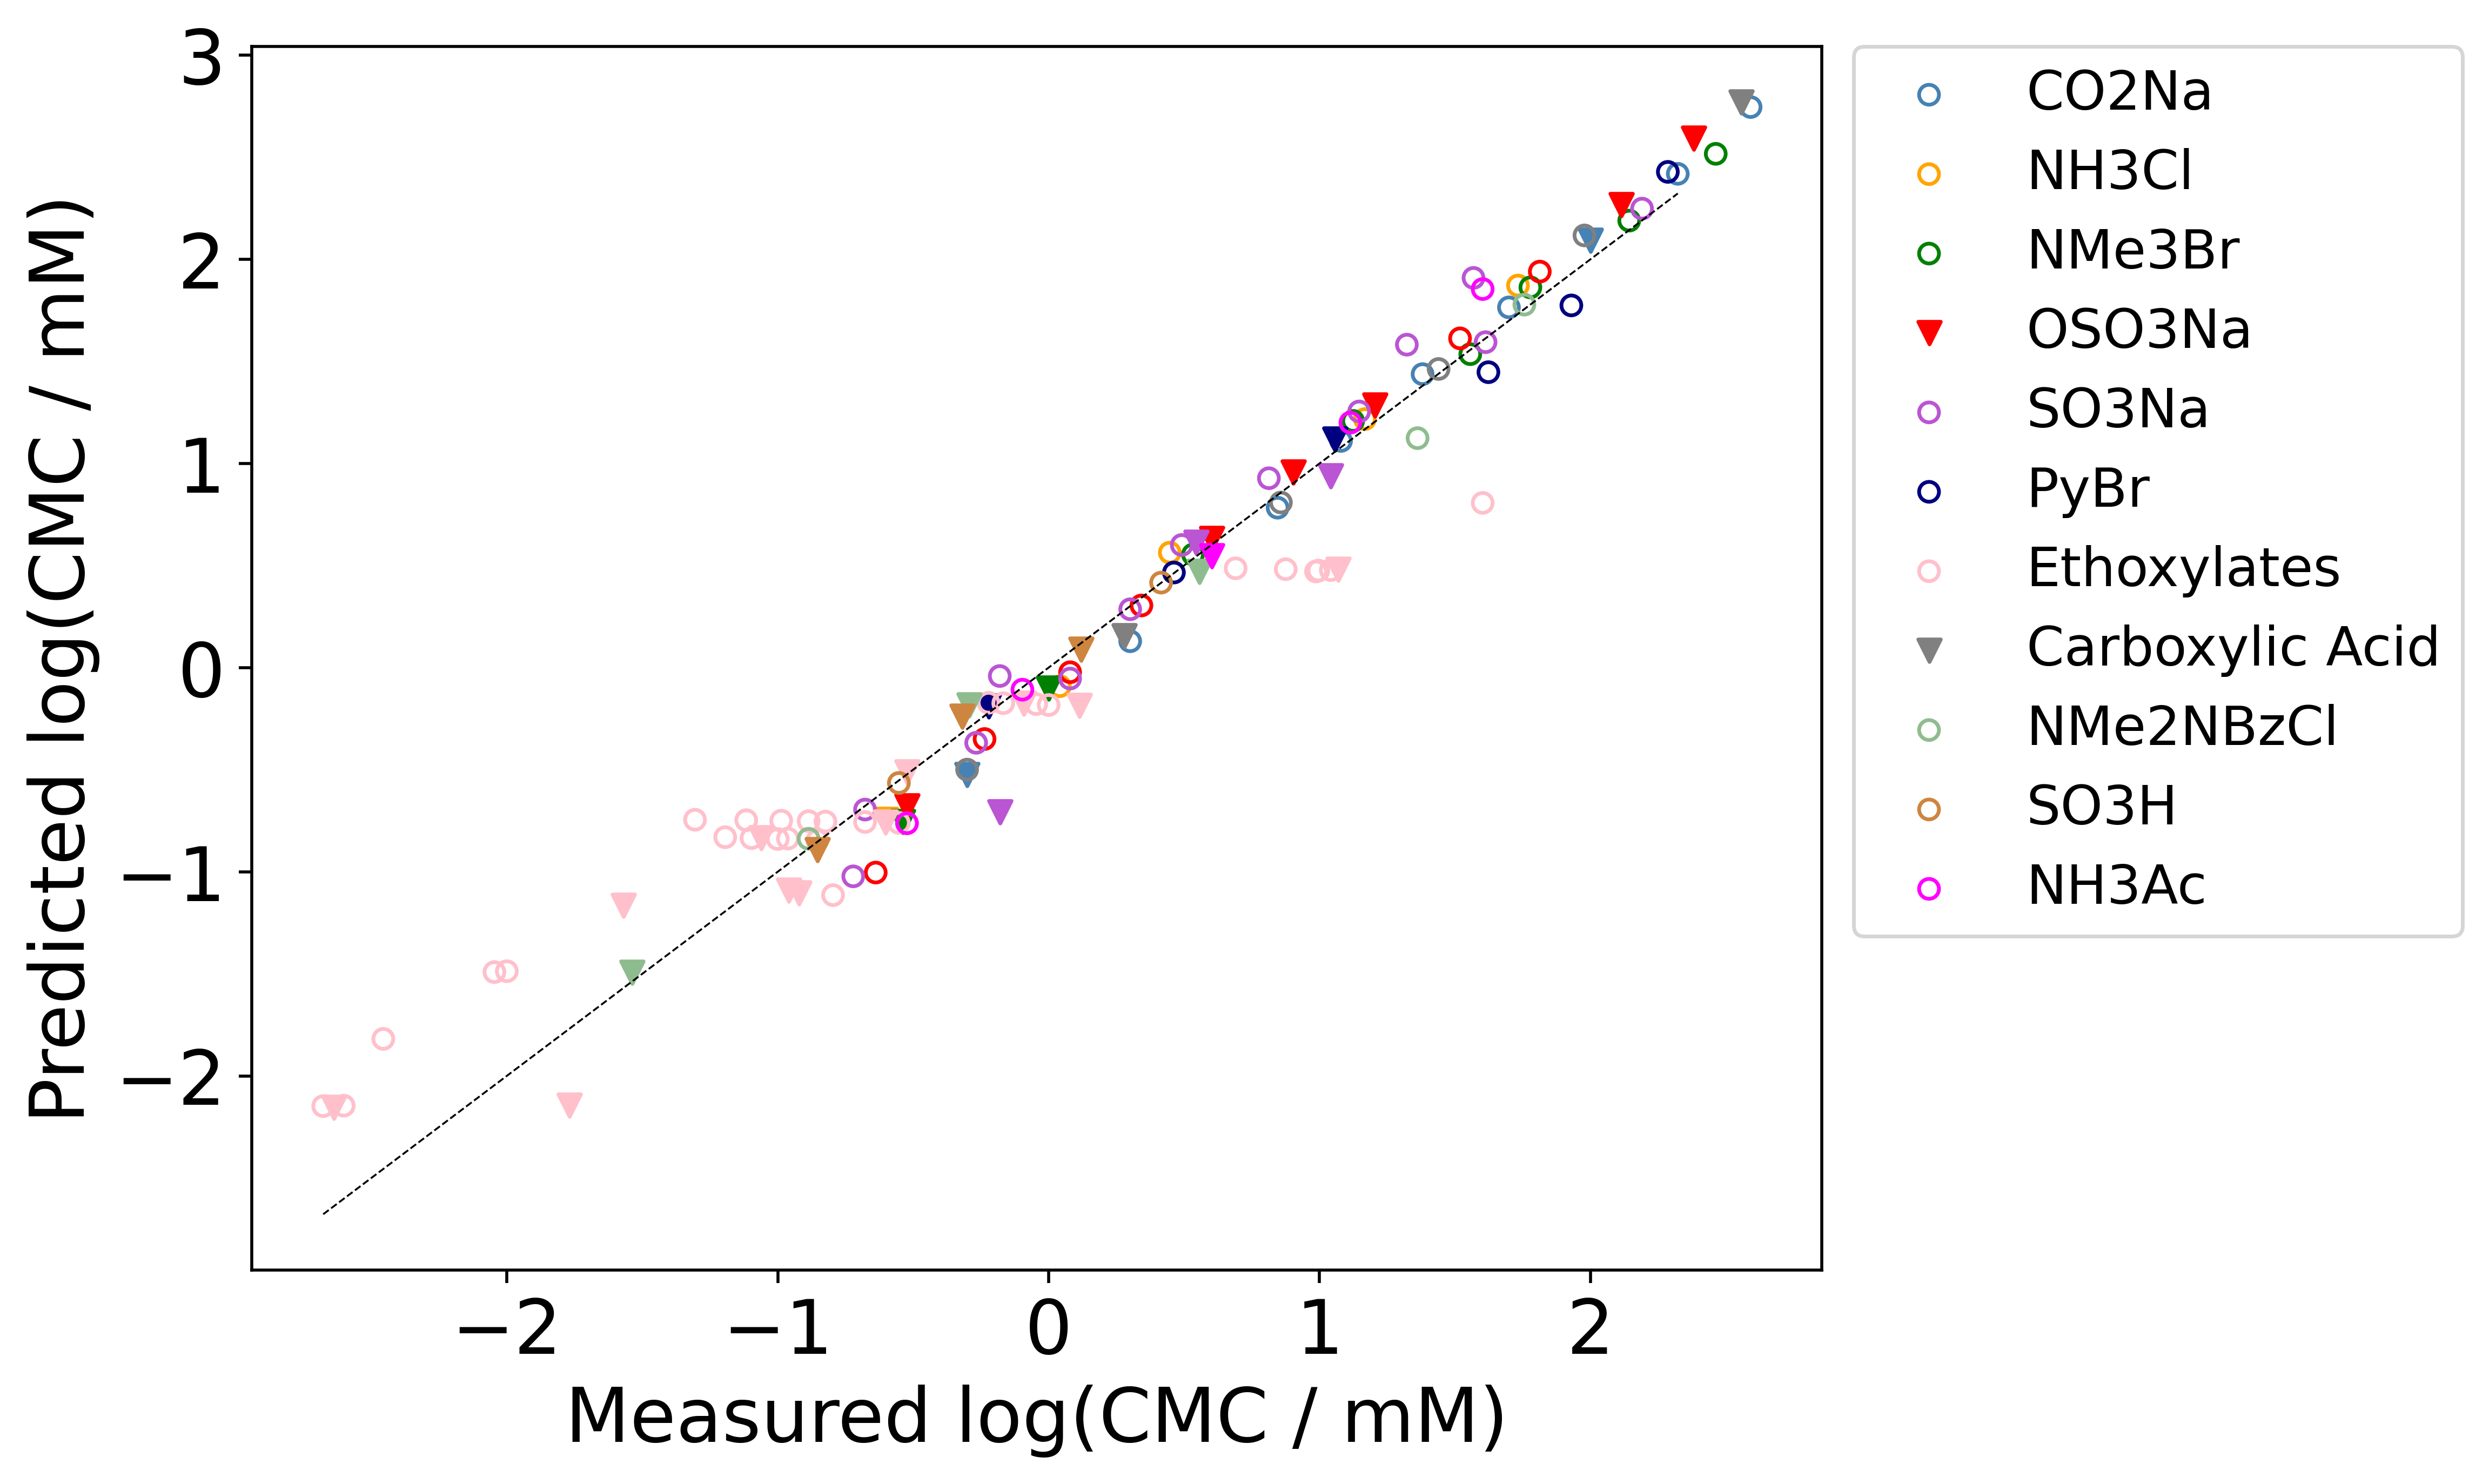 Predicted log(CMC / mM)
3
2
1
0
−1
−2
−2 −1 0 1 2
Measured log(CMC / mM)
CO2Na
NH3Cl
NMe3Br
OSO3Na
SO3Na
PyBr
Ethoxylates
Carboxylic Acid
NMe2NBzCl
SO3H
NH3Ac